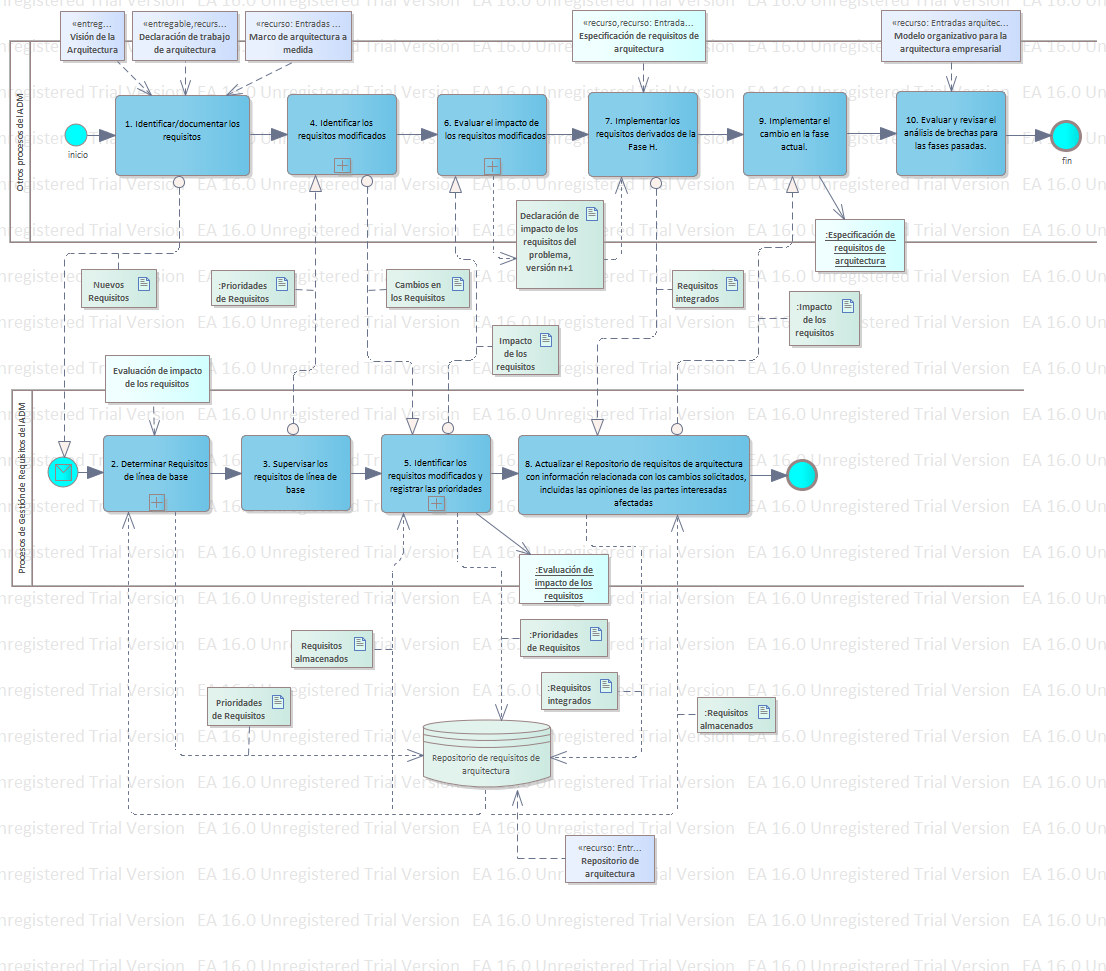 «entreg...
Visión de la
Arquitectura
«entregable,recurs...
Declaración de trabajo
de arquitectura
«recurso: Entradas ...
Marco de arquitectura a
medida
«recurso,recurso: Entrada...
Especificación de requisitos de
arquitectura
«recurso: Entradas arquitec...
Modelo organizativo para la
arquitectura empresarial
Otros procesos del ADM
inicio
1. Identificar/documentar los
requisitos
4. Identificar los
requisitos modificados
6. Evaluar el impacto de
los requisitos modificados
7. Implementar los
requisitos derivados de la
Fase H.
9. Implementar el
cambio en la fase
actual.
10. Evaluar y revisar el
análisis de brechas para
las fases pasadas.
fin
Declaración de
impacto de los
requisitos del
problema,
versión n+1
:Especificación de
requisitos de
arquitectura
Nuevos
Requisitos
:Prioridades
de Requisitos
Cambios en
los Requisitos
Requisitos
integrados
:Impacto
de los
requisitos
Impacto
de los
requisitos
Evaluación de impacto
de los requisitos
Procesos de Gestión de Requisitos del ADM
2. Determinar Requisitos
de línea de base
3. Supervisar los
requisitos de línea de
base
5. Identificar los
requisitos modificados y
registrar las prioridades
8. Actualizar el Repositorio de requisitos de arquitectura
con información relacionada con los cambios solicitados,
incluidas las opiniones de las partes interesadas
afectadas
:Evaluación de
impacto de los
requisitos
Requisitos
almacenados
:Prioridades
de Requisitos
:Requisitos
integrados
Prioridades
de Requisitos
:Requisitos
almacenados
Repositorio de requisitos de
arquitectura
«recurso: Entr...
Repositorio de
arquitectura
EA 16.0 Unregistered Trial Version